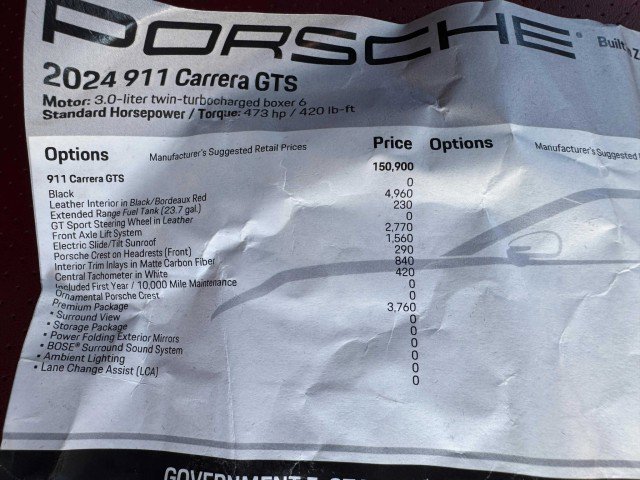 PORSCHE
2024 911 Carrera GTS
Built
Motor: 3.0-liter twin-turbocharged boxer 6
Standard Horsepower / Torque: 473 hp / 420 lb-ft
Options Manufacturer's Suggested Retail Prices Price Options Manufacturer's Suggested
911 Carrera GTS 150,900
Black 0
Leather Interior in Black/Bordeaux Red 4,960
Extended Range Fuel Tank (23.7 gal.) 230
GT Sport Steering Wheel in Leather 0
Front Axle Lift System 2,770
Electric Slide/Tilt Sunroof 1,560
Porsche Crest on Headrests (Front) 290
Interior Trim Inlays in Matte Carbon Fiber 840
Central Tachometer in White 420
Included First Year / 10,000 Mile Maintenance 0
Ornamental Porsche Crest 0
Premium Package 3,760
• Surround View 0
• Storage Package 0
• Power Folding Exterior Mirrors 0
• BOSE® Surround Sound System 0
• Ambient Lighting 0
• Lane Change Assist (LCA) 0